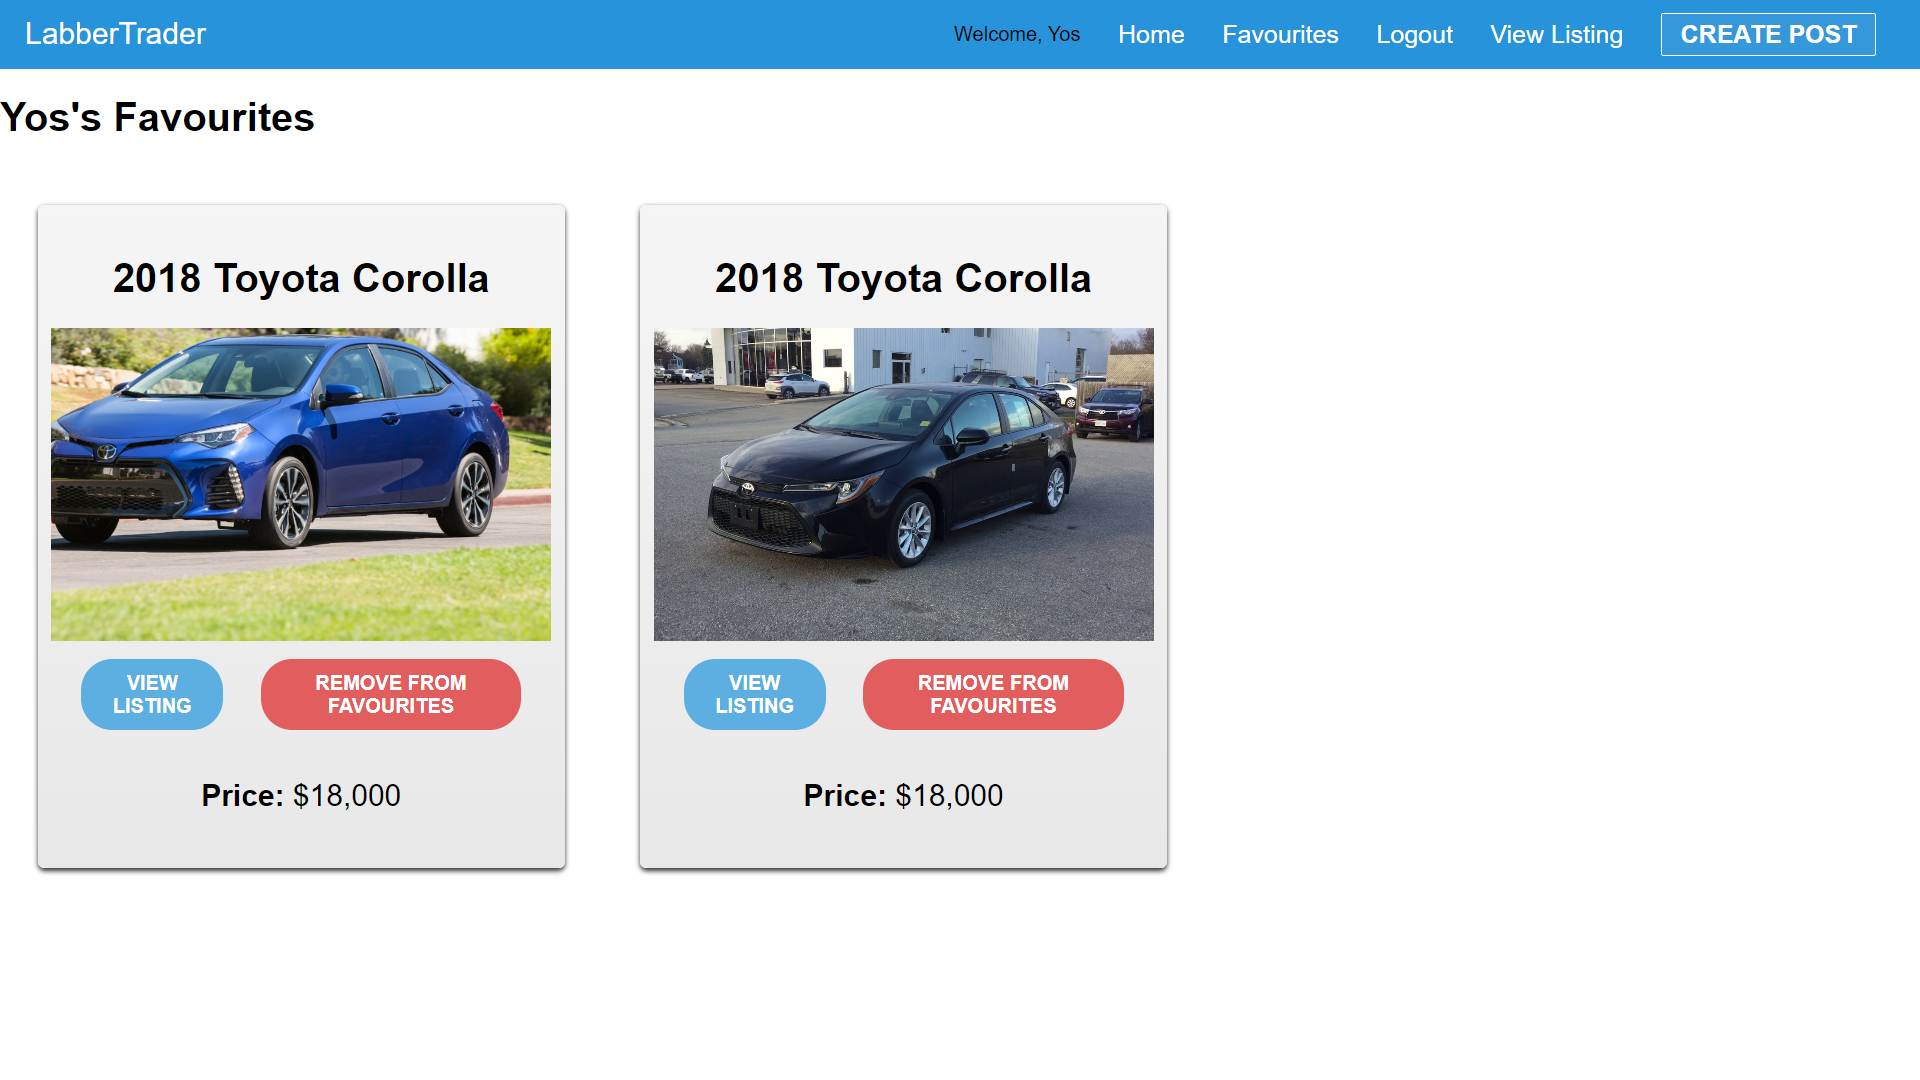 LabberTrader
Welcome, Yos
Home
Favourites
Logout
View Listing
CREATE POST
Yos's Favourites
2018 Toyota Corolla
VIEW
LISTING
REMOVE FROM
FAVOURITES
Price: $18,000
2018 Toyota Corolla
VIEW
LISTING
REMOVE FROM
FAVOURITES
Price: $18,000